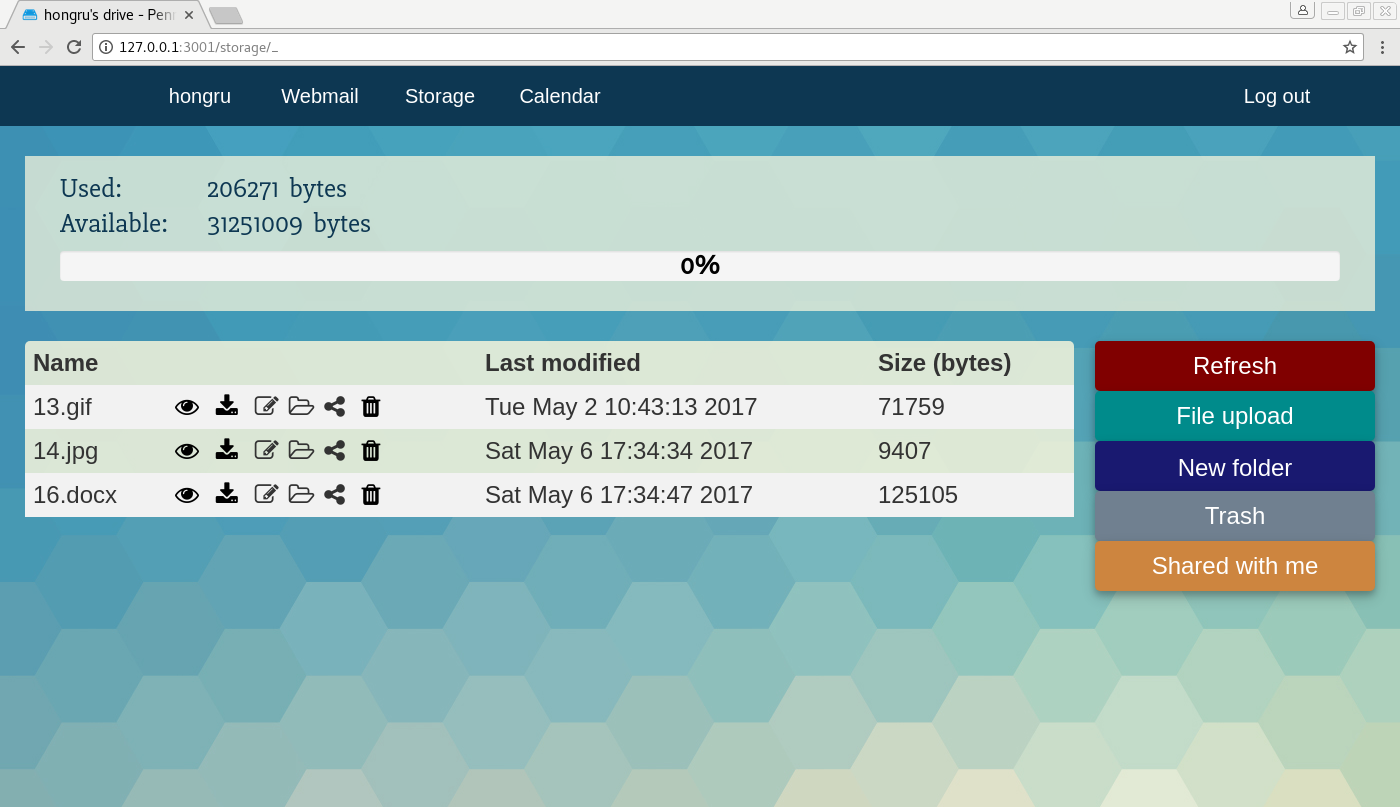 hongru's drive - Pen
127.0.0.1:3001/storage/_
hongru Webmail Storage Calendar Log out
Used: 206271 bytes
Available: 31251009 bytes
0%
Name Last modified Size (bytes)
13.gif Tue May 2 10:43:13 2017 71759
14.jpg Sat May 6 17:34:34 2017 9407
16.docx Sat May 6 17:34:47 2017 125105
Refresh
File upload
New folder
Trash
Shared with me